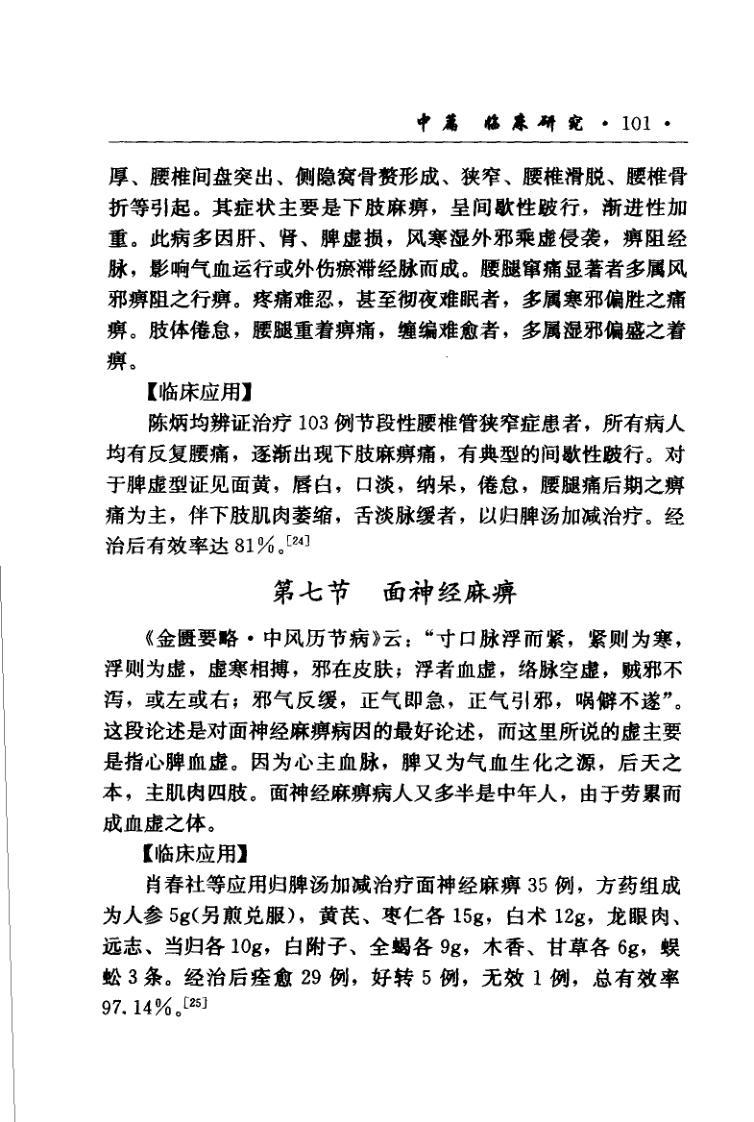 中篇 临床研究 · 101 ·
厚、腰椎间盘突出、侧隐窝骨赘形成、狭窄、腰椎滑脱、腰椎骨
折等引起。其症状主要是下肢麻痹，呈间歇性跛行，渐进性加
重。此病多因肝、肾、脾虚损，风寒湿外邪乘虚侵袭，痹阻经
脉，影响气血运行或外伤瘀滞经脉而成。腰腿窜痛显著者多属风
邪痹阻之行痹。疼痛难忍，甚至彻夜难眠者，多属寒邪偏胜之痛
痹。肢体倦怠，腰腿重着痹痛，缠编难愈者，多属湿邪偏盛之着
痹。
【临床应用】
陈炳均辨证治疗 103 例节段性腰椎管狭窄症患者，所有病人
均有反复腰痛，逐渐出现下肢麻痹痛，有典型的间歇性跛行。对
于脾虚型证见面黄，唇白，口淡，纳呆，倦怠，腰腿痛后期之痹
痛为主，伴下肢肌肉萎缩，舌淡脉缓者，以归脾汤加减治疗。经
治后有效率达 81%。[24]
第七节 面神经麻痹
《金匮要略·中风历节病》云：“寸口脉浮而紧，紧则为寒，
浮则为虚，虚寒相搏，邪在皮肤；浮者血虚，络脉空虚，贼邪不
泻，或左或右；邪气反缓，正气即急，正气引邪，㖞僻不遂”。
这段论述是对面神经麻痹病因的最好论述，而这里所说的虚主要
是指心脾血虚。因为心主血脉，脾又为气血生化之源，后天之
本，主肌肉四肢。面神经麻痹病人又多半是中年人，由于劳累而
成血虚之体。
【临床应用】
肖春社等应用归脾汤加减治疗面神经麻痹 35 例，方药组成
为人参 5g(另煎兑服)，黄芪、枣仁各 15g，白术 12g，龙眼肉、
远志、当归各 10g，白附子、全蝎各 9g，木香、甘草各 6g，蜈
蚣 3 条。经治后痊愈 29 例，好转 5 例，无效 1 例，总有效率
97.14%。[25]